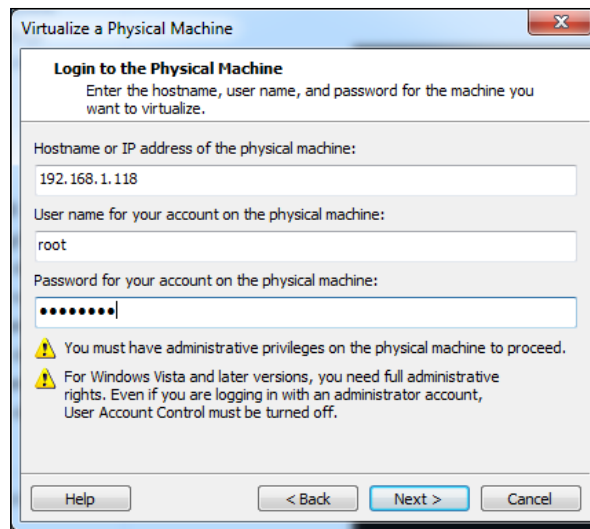 Virtualize a Physical Machine
Login to the Physical Machine
Enter the hostname, user name, and password for the machine you
want to virtualize.
Hostname or IP address of the physical machine:
192.168.1.118
User name for your account on the physical machine:
root
Password for your account on the physical machine:
●●●●●●●●
You must have administrative privileges on the physical machine to proceed.
For Windows Vista and later versions, you need full administrative
rights. Even if you are logging in with an administrator account,
User Account Control must be turned off.
Help < Back Next > Cancel